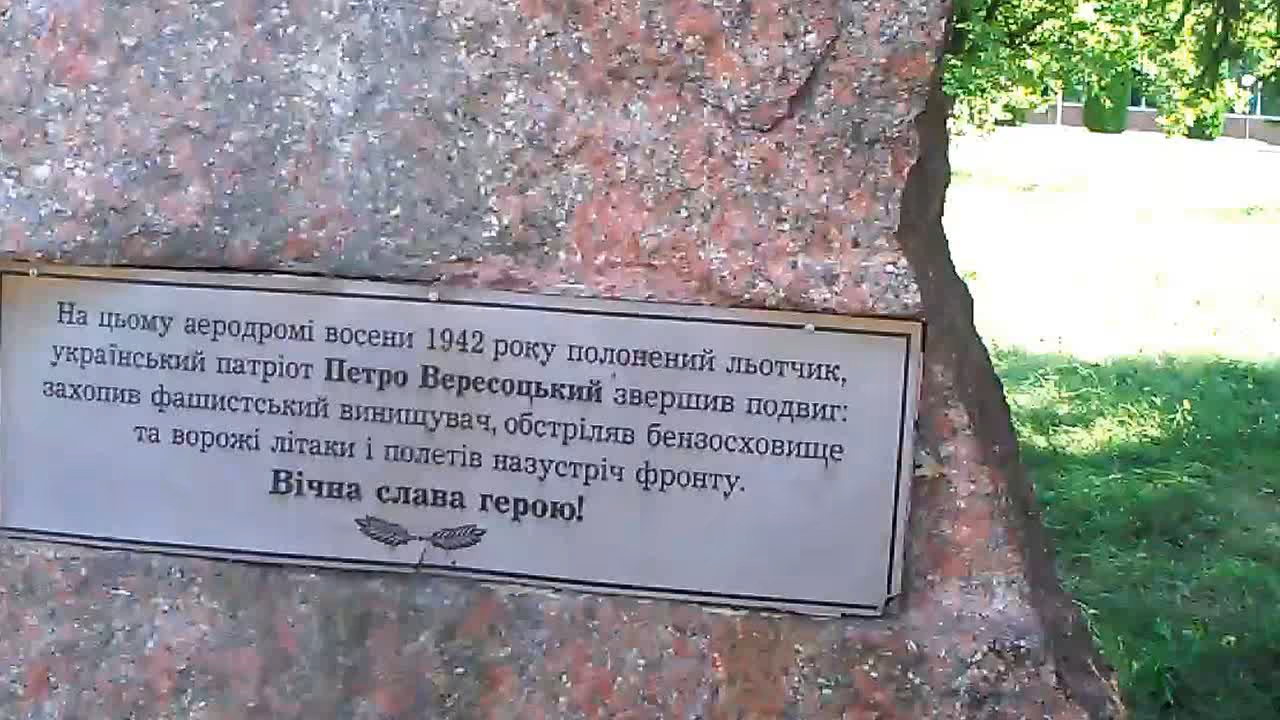 На цьому аеродромі восени 1942 року полонений льотчик,
український патріот Петро Вересоцький звершив подвиг:
захопив фашистський винищувач, обстріляв бензосховище
та ворожі літаки і полетів назустріч фронту.
Вічна слава герою!